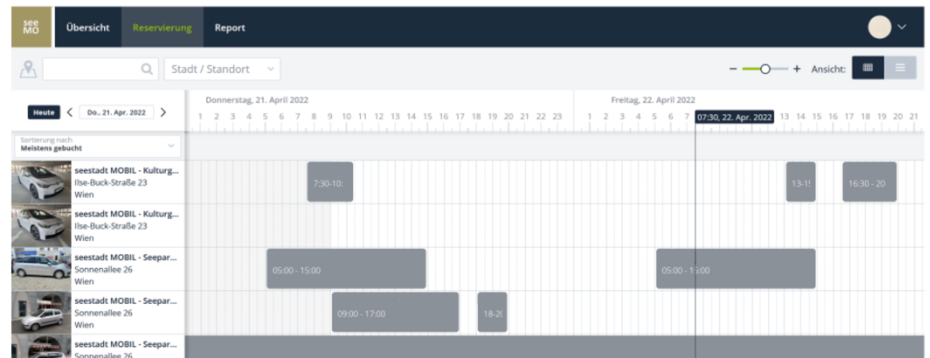 see
MO
Übersicht
Reservierung
Report
Stadt / Standort
Ansicht:
Donnerstag, 21. April 2022
Freitag, 22. April 2022
Heute
Do., 21. Apr. 2022
1 2 3 4 5 6 7 8 9 10 11 12 13 14 15 16 17 18 19 20 21 22 23
1 2 3 4 5 6 7
07:30, 22. Apr. 2022
13 14 15 16 17 18 19 20 21
Sortierung nach
Meistens gebucht
seestadt MOBIL - Kulturg...
Ilse-Buck-Straße 23
Wien
7:30-10:
13-1
16:30 - 20
seestadt MOBIL - Kulturg...
Ilse-Buck-Straße 23
Wien
seestadt MOBIL - Seepar...
Sonnenallee 26
Wien
05:00 - 15:00
05:00 - 15:00
seestadt MOBIL - Seepar...
Sonnenallee 26
Wien
09:00 - 17:00
18-20
seestadt MOBIL - Seepar...
Sonnenallee 26